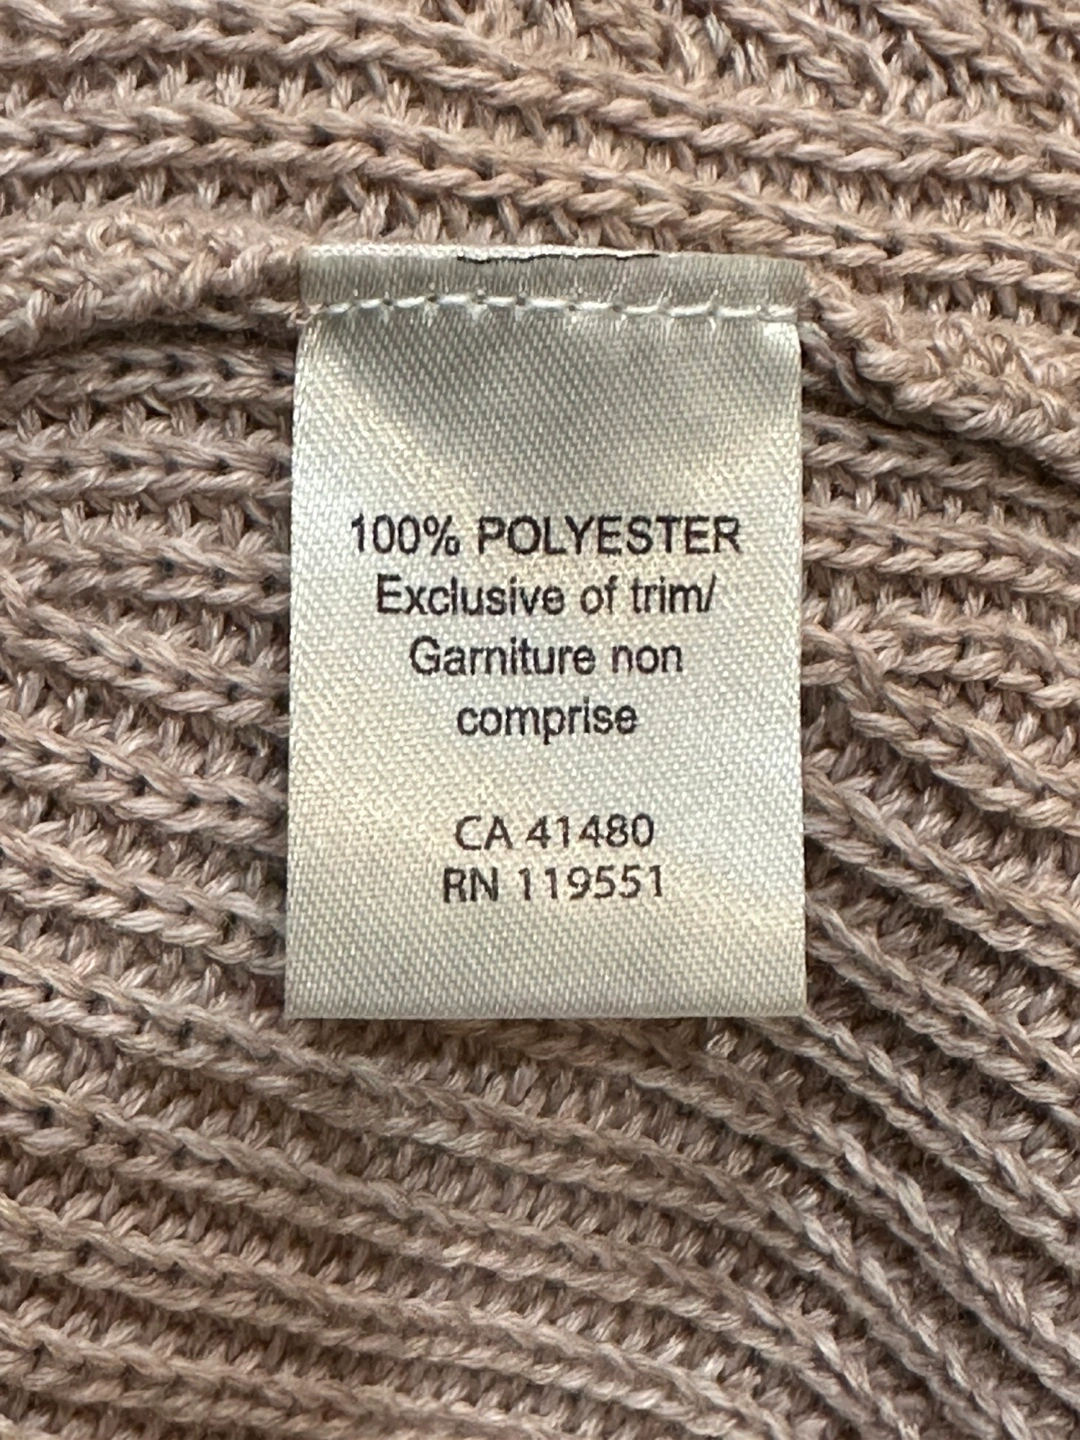 100% POLYESTER
Exclusive of trim/
Garniture non
comprise
CA 41480
RN 119551